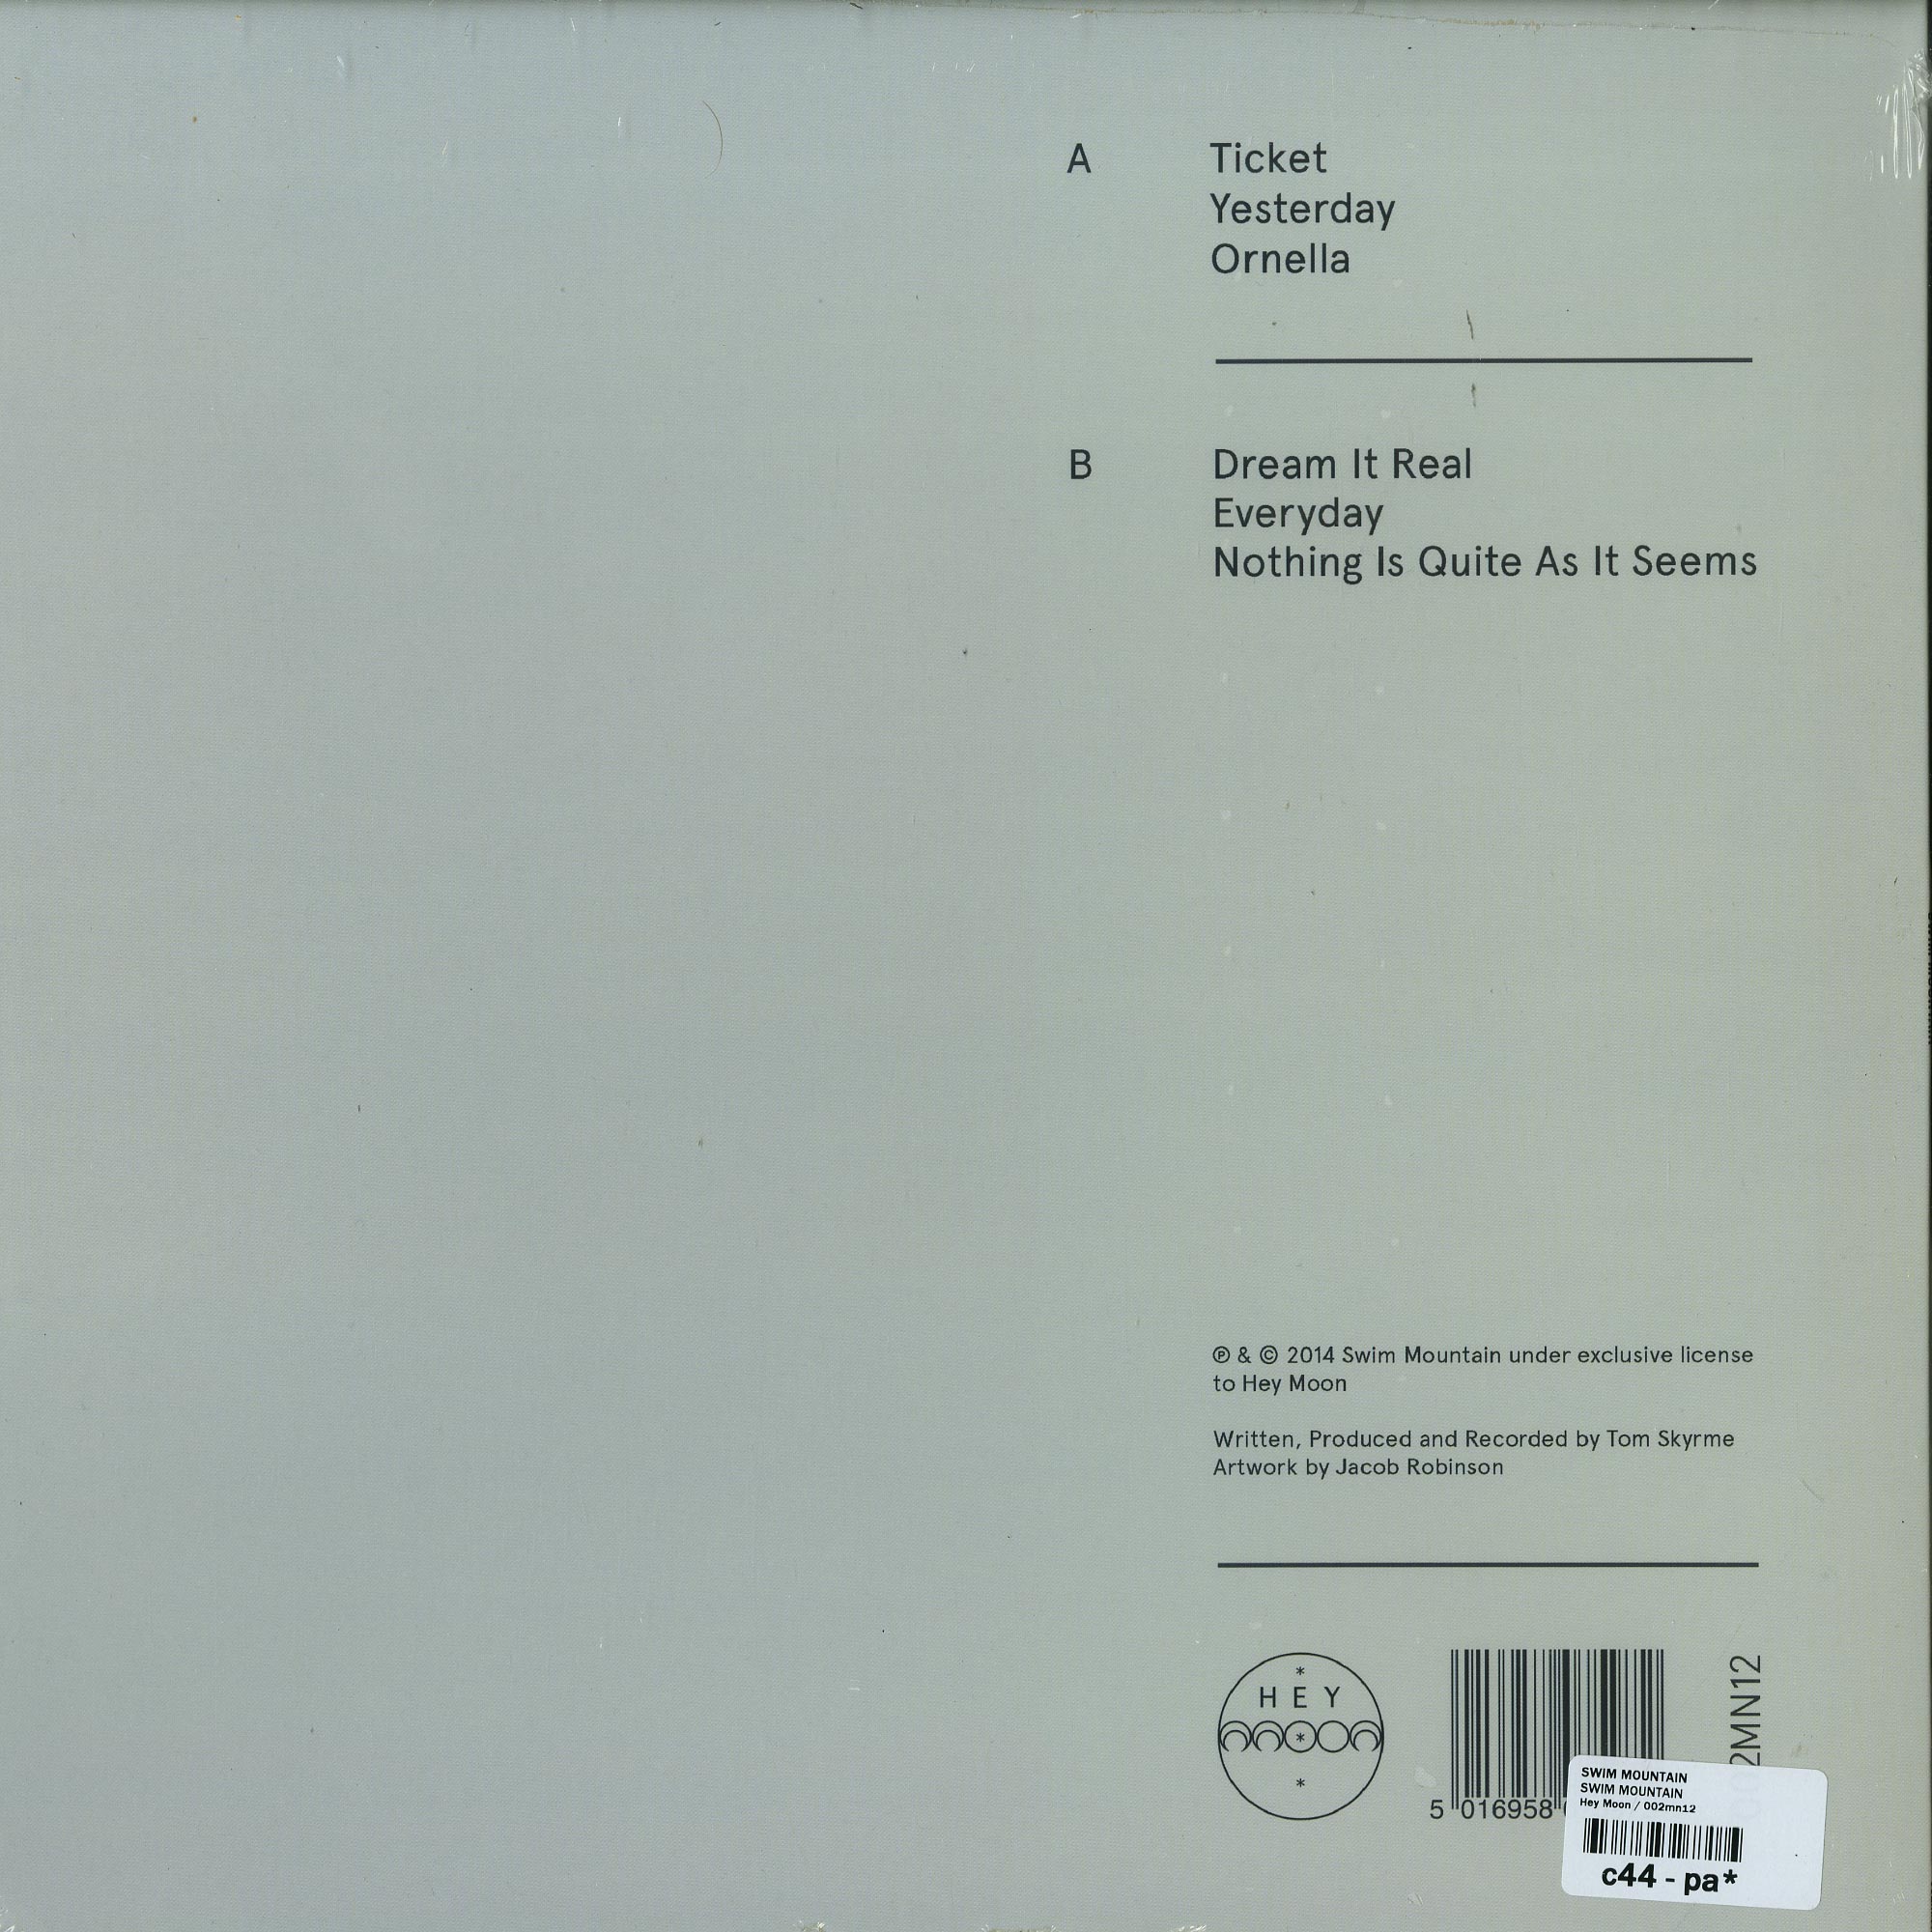 A
Ticket
Yesterday
Ornella
B
Dream It Real
Everyday
Nothing Is Quite As It Seems
℗ & © 2014 Swim Mountain under exclusive license
to Hey Moon
Written, Produced and Recorded by Tom Skyrme
Artwork by Jacob Robinson
*
HEY
*
*
5 016958
2MN12
SWIM MOUNTAIN
SWIM MOUNTAIN
Hey Moon / 002mn12
c44 - pa*